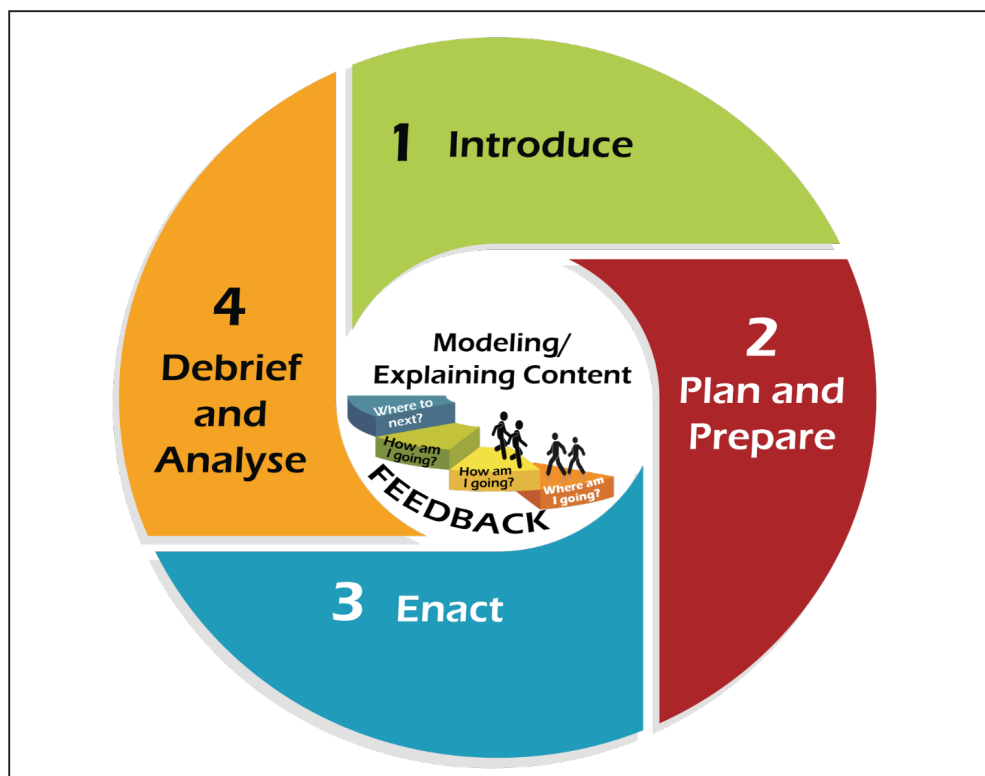 1 Introduce
2
Plan and
Prepare
3 Enact
4
Debrief
and
Analyse
Modeling/
Explaining Content
Where to
next?
How am
I going?
How am
I going?
Where am
I going?
FEEDBACK